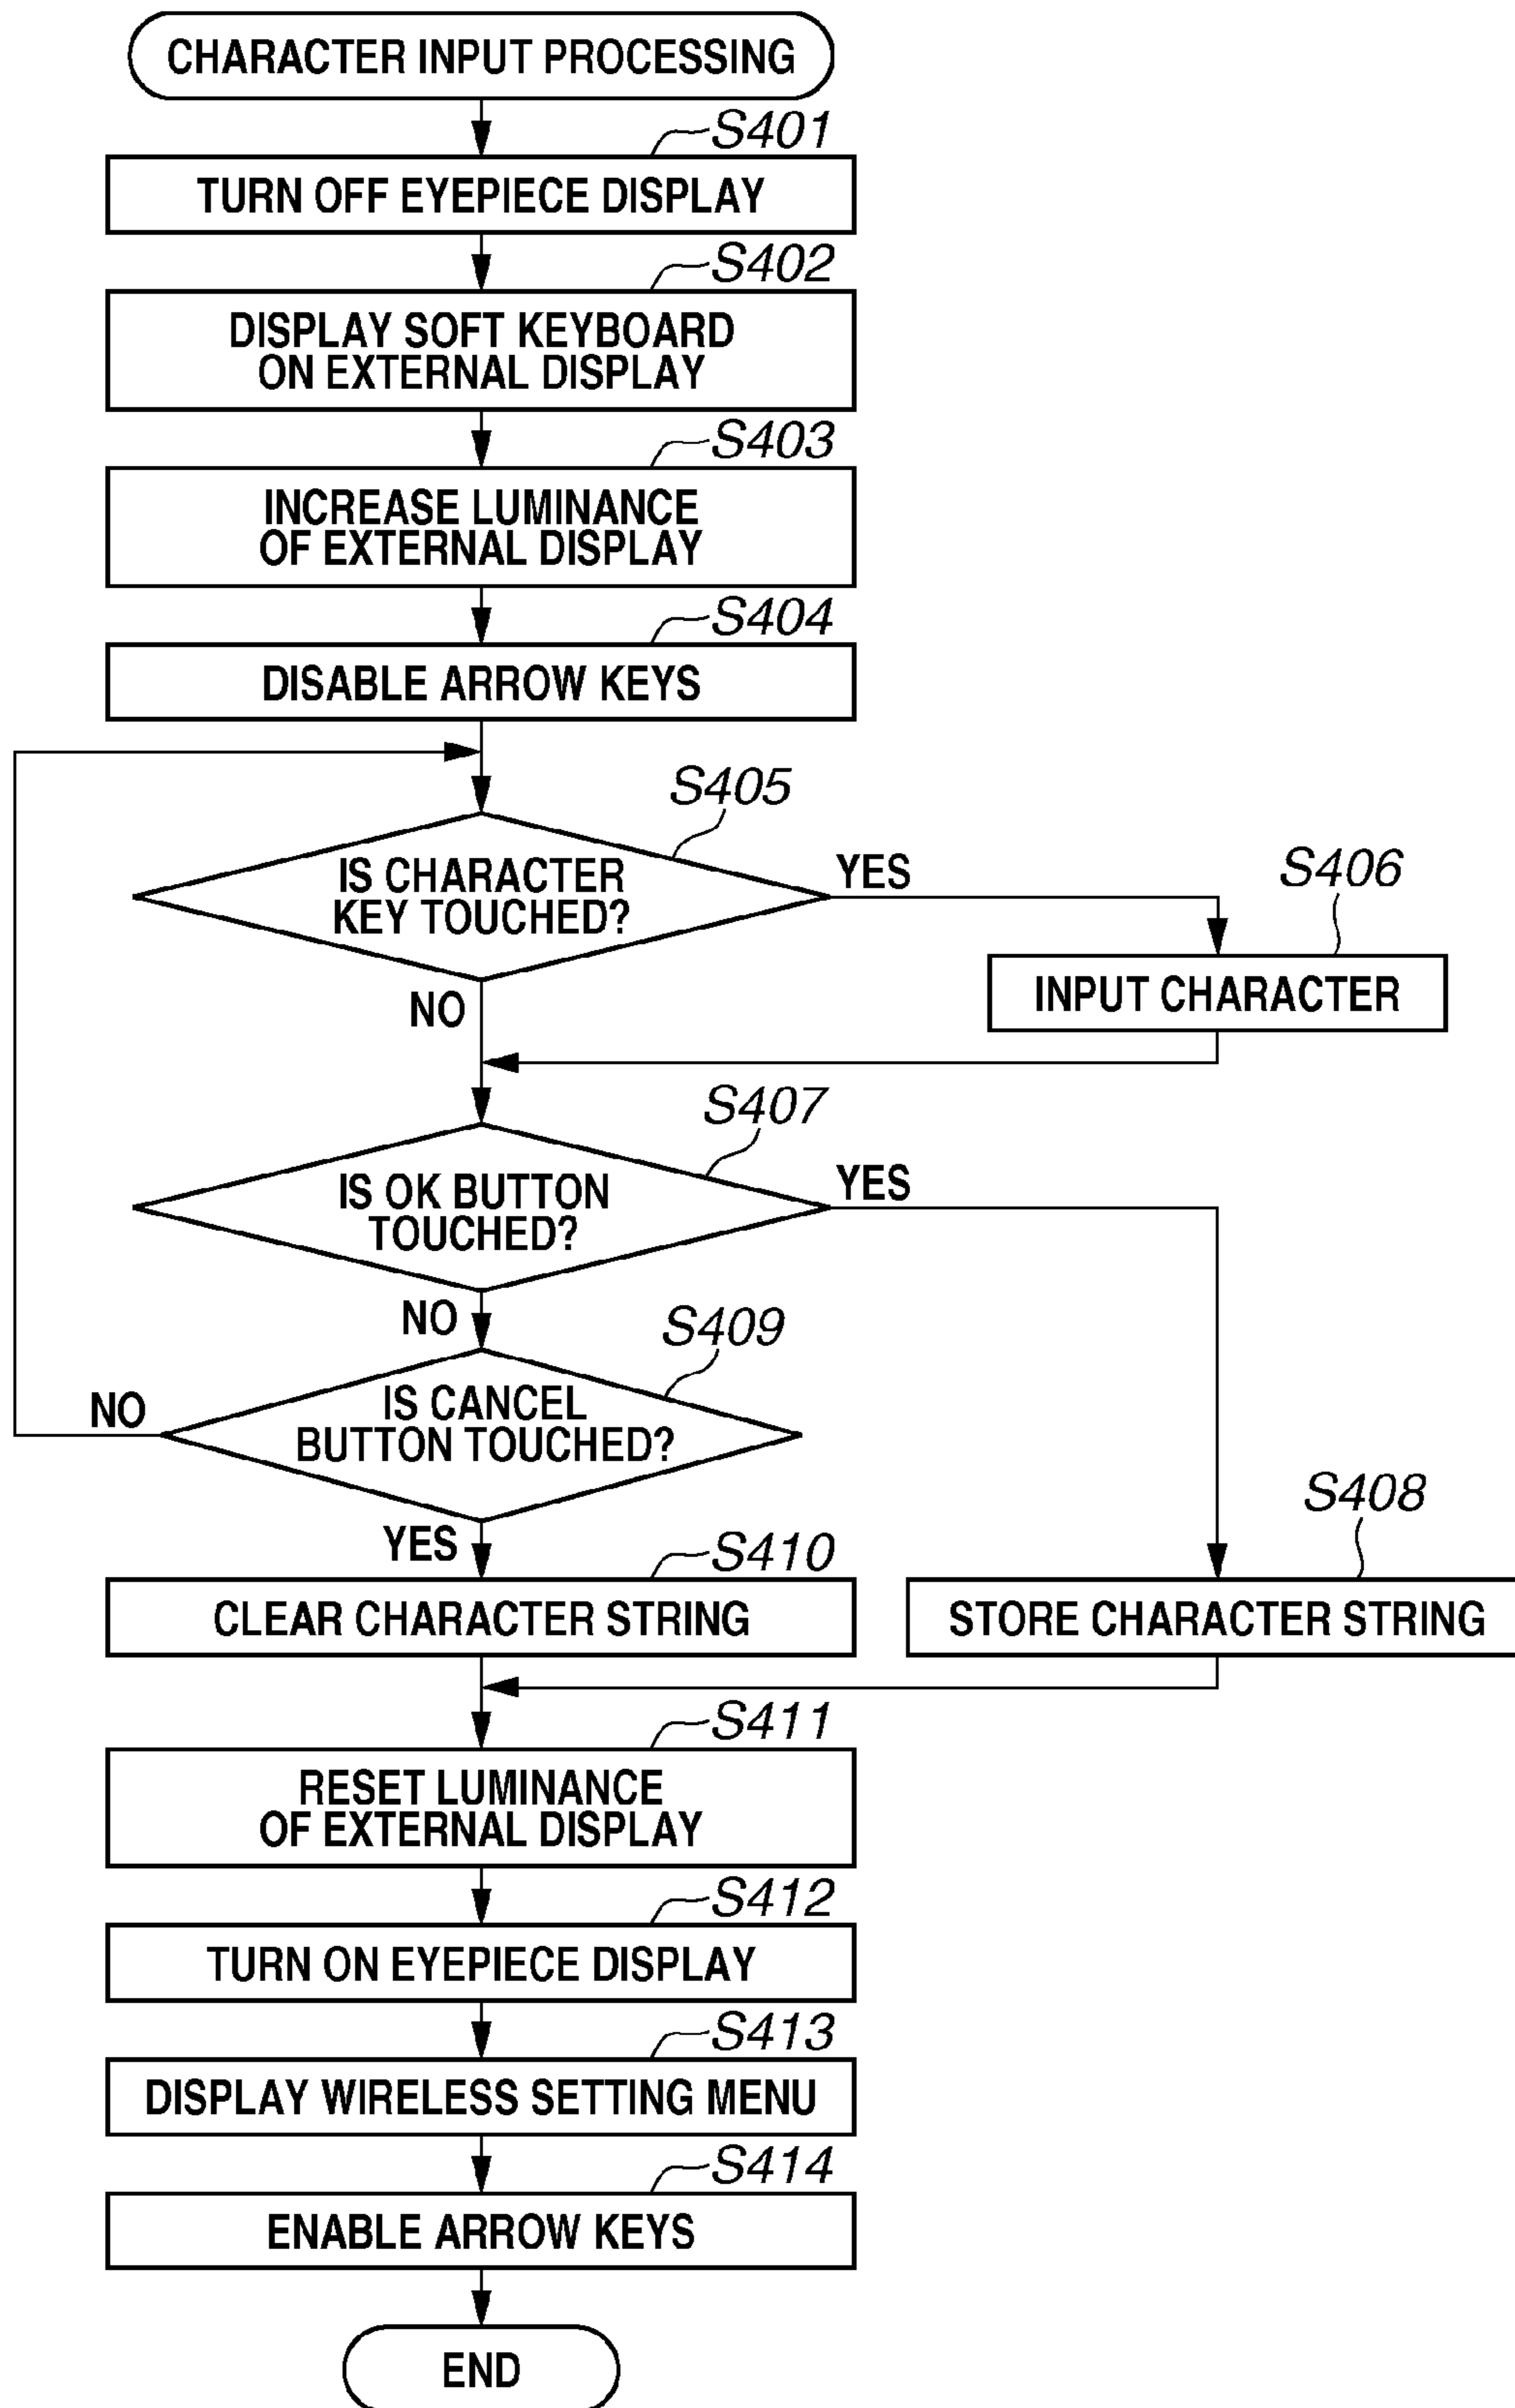 CHARACTER INPUT PROCESSING
S401
TURN OFF EYEPIECE DISPLAY
S402
DISPLAY SOFT KEYBOARD
ON EXTERNAL DISPLAY
S403
INCREASE LUMINANCE
OF EXTERNAL DISPLAY
S404
DISABLE ARROW KEYS
S405
IS CHARACTER
KEY TOUCHED?
YES
S406
INPUT CHARACTER
NO
S407
IS OK BUTTON
TOUCHED?
YES
NO
S409
IS CANCEL
BUTTON TOUCHED?
NO
S408
STORE CHARACTER STRING
YES
S410
CLEAR CHARACTER STRING
S411
RESET LUMINANCE
OF EXTERNAL DISPLAY
S412
TURN ON EYEPIECE DISPLAY
S413
DISPLAY WIRELESS SETTING MENU
S414
ENABLE ARROW KEYS
END